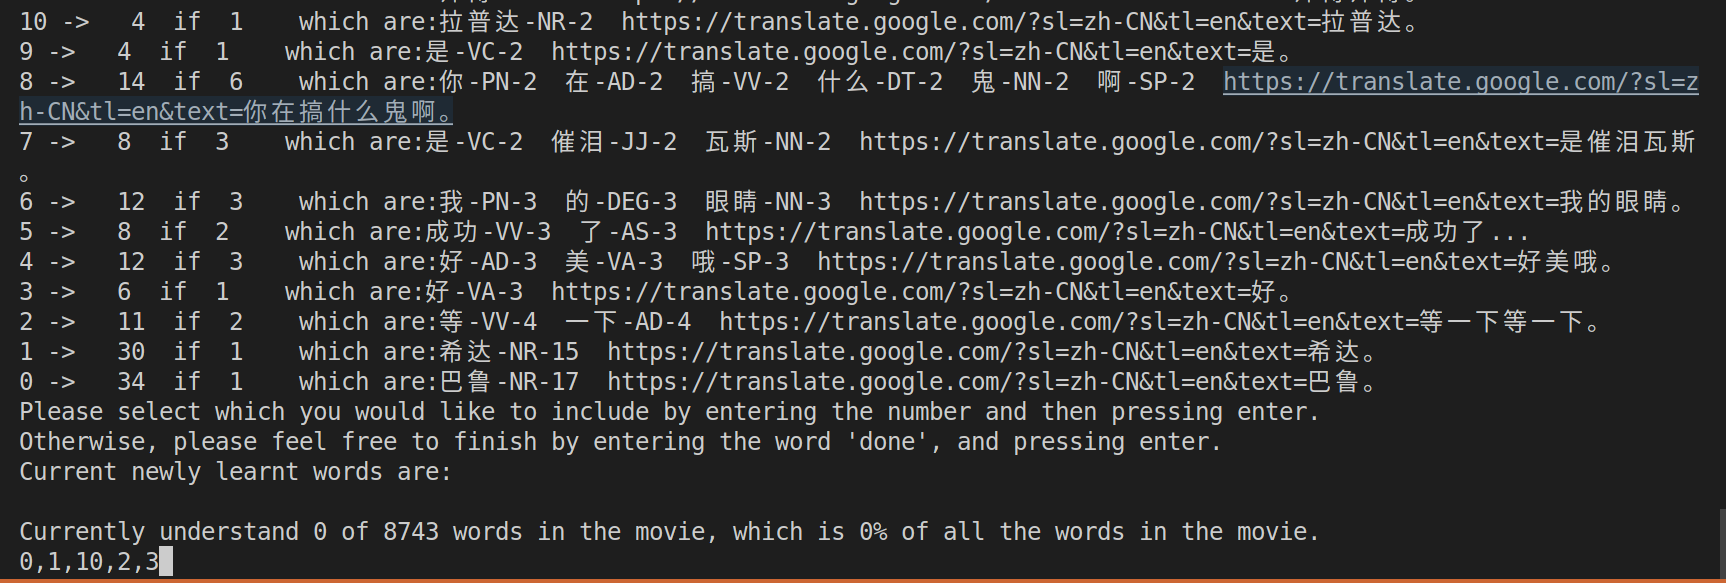 10 ->   4  if  1    which are:拉普达-NR-2  https://translate.google.com/?sl=zh-CN&tl=en&text=拉普达。
9 ->   4  if  1    which are:是-VC-2  https://translate.google.com/?sl=zh-CN&tl=en&text=是。
8 ->   14  if  6    which are:你-PN-2  在-AD-2  搞-VV-2  什么-DT-2  鬼-NN-2  啊-SP-2  https://translate.google.com/?sl=z
h-CN&tl=en&text=你在搞什么鬼啊。
7 ->   8  if  3    which are:是-VC-2  催泪-JJ-2  瓦斯-NN-2  https://translate.google.com/?sl=zh-CN&tl=en&text=是催泪瓦斯
。
6 ->   12  if  3    which are:我-PN-3  的-DEG-3  眼睛-NN-3  https://translate.google.com/?sl=zh-CN&tl=en&text=我的眼睛。
5 ->   8  if  2    which are:成功-VV-3  了-AS-3  https://translate.google.com/?sl=zh-CN&tl=en&text=成功了...
4 ->   12  if  3    which are:好-AD-3  美-VA-3  哦-SP-3  https://translate.google.com/?sl=zh-CN&tl=en&text=好美哦。
3 ->   6  if  1    which are:好-VA-3  https://translate.google.com/?sl=zh-CN&tl=en&text=好。
2 ->   11  if  2    which are:等-VV-4  一下-AD-4  https://translate.google.com/?sl=zh-CN&tl=en&text=等一下等一下。
1 ->   30  if  1    which are:希达-NR-15  https://translate.google.com/?sl=zh-CN&tl=en&text=希达。
0 ->   34  if  1    which are:巴鲁-NR-17  https://translate.google.com/?sl=zh-CN&tl=en&text=巴鲁。
Please select which you would like to include by entering the number and then pressing enter.
Otherwise, please feel free to finish by entering the word 'done', and pressing enter.
Current newly learnt words are:
Currently understand 0 of 8743 words in the movie, which is 0% of all the words in the movie.
0,1,10,2,3